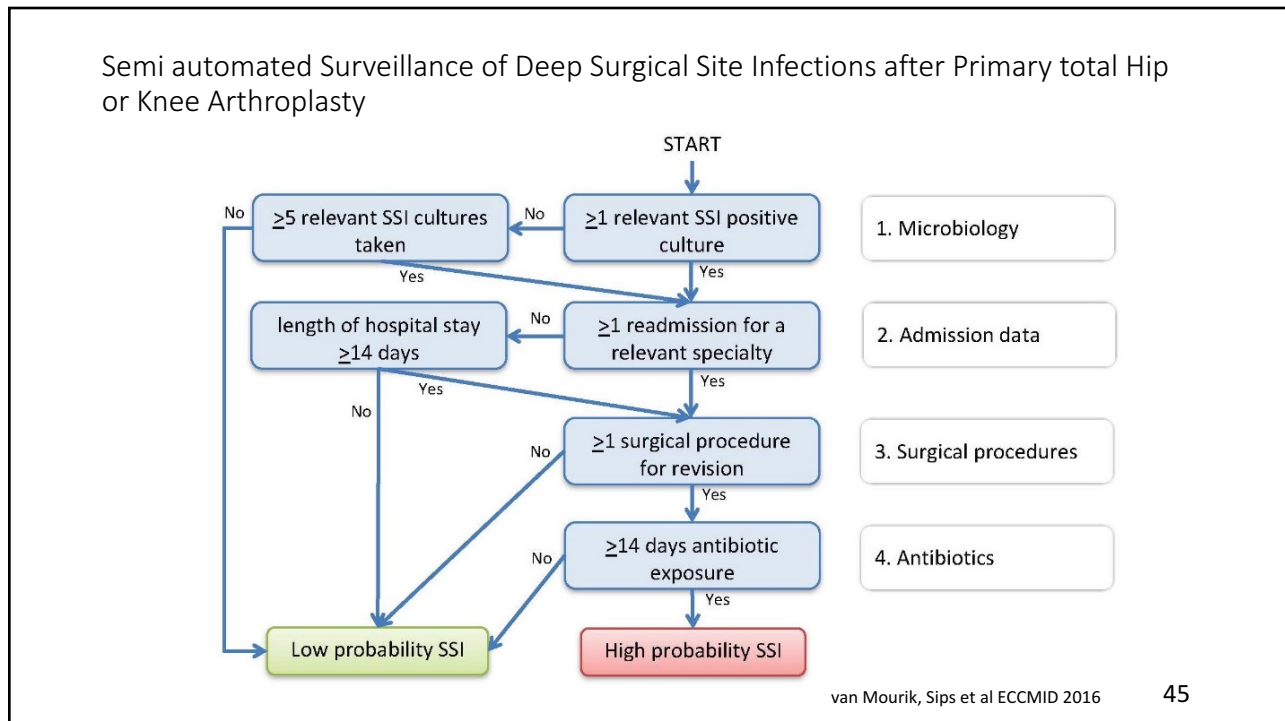 Semi automated Surveillance of Deep Surgical Site Infections after Primary total Hip
or Knee Arthroplasty
START
≥5 relevant SSI cultures
taken
No
No
≥1 relevant SSI positive
culture
1. Microbiology
Yes
Yes
length of hospital stay
≥14 days
No
≥1 readmission for a
relevant specialty
2. Admission data
Yes
Yes
No
≥1 surgical procedure
for revision
No
3. Surgical procedures
Yes
≥14 days antibiotic
exposure
No
4. Antibiotics
Yes
Low probability SSI
High probability SSI
van Mourik, Sips et al ECCMID 2016
45